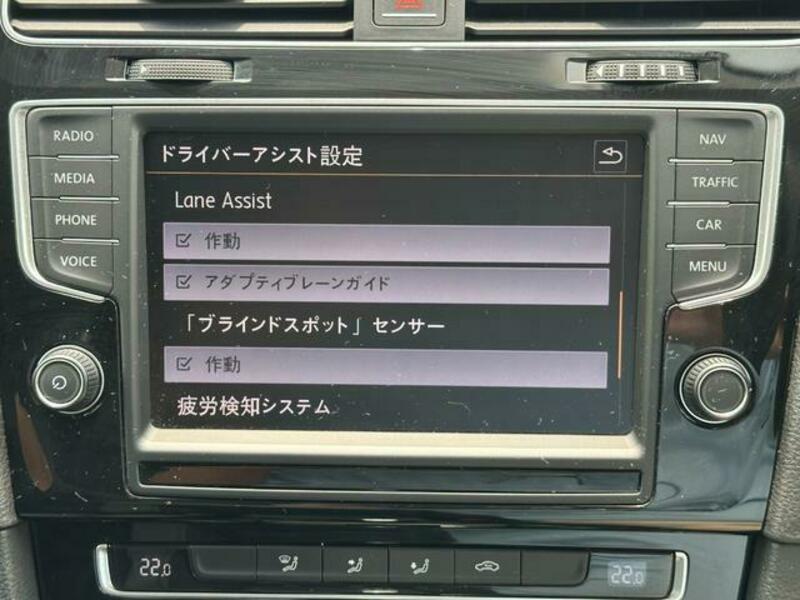 RADIO
MEDIA
PHONE
VOICE
ドライバーアシスト設定
Lane Assist
作動
アダプティブレーンガイド
「ブラインドスポット」センサー
作動
疲労検知システム
NAV
TRAFFIC
CAR
MENU
22.0
22.0